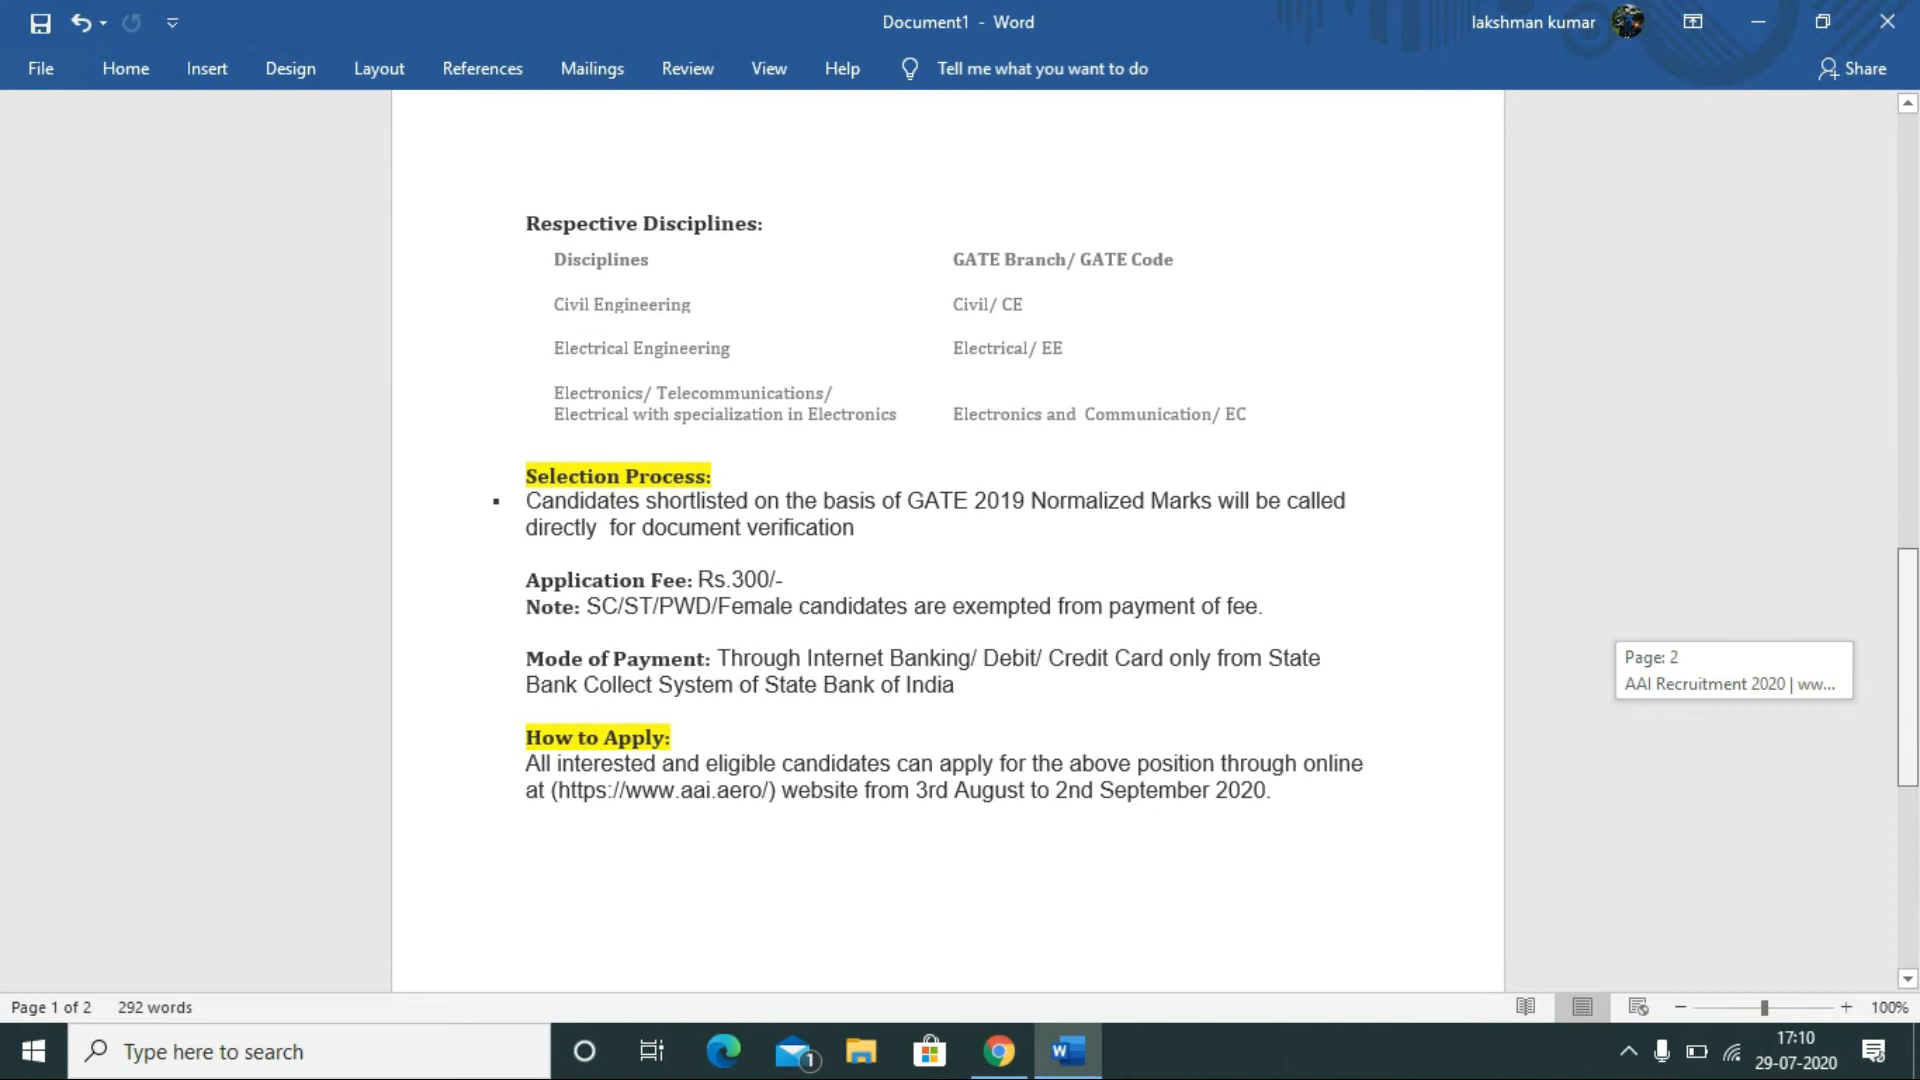 Document1 - Word
lakshman kumar
File Home Insert Design Layout References Mailings Review View Help Tell me what you want to do Share
Respective Disciplines:
Disciplines GATE Branch/ GATE Code
Civil Engineering Civil/ CE
Electrical Engineering Electrical/ EE
Electronics/ Telecommunications/
Electrical with specialization in Electronics Electronics and Communication/ EC
Selection Process:
▪ Candidates shortlisted on the basis of GATE 2019 Normalized Marks will be called
directly for document verification
Application Fee: Rs.300/-
Note: SC/ST/PWD/Female candidates are exempted from payment of fee.
Mode of Payment: Through Internet Banking/ Debit/ Credit Card only from State
Bank Collect System of State Bank of India
Page: 2
AAI Recruitment 2020 | ww...
How to Apply:
All interested and eligible candidates can apply for the above position through online
at (https://www.aai.aero/) website from 3rd August to 2nd September 2020.
Page 1 of 2 292 words
100%
Type here to search
1
17:10
29-07-2020